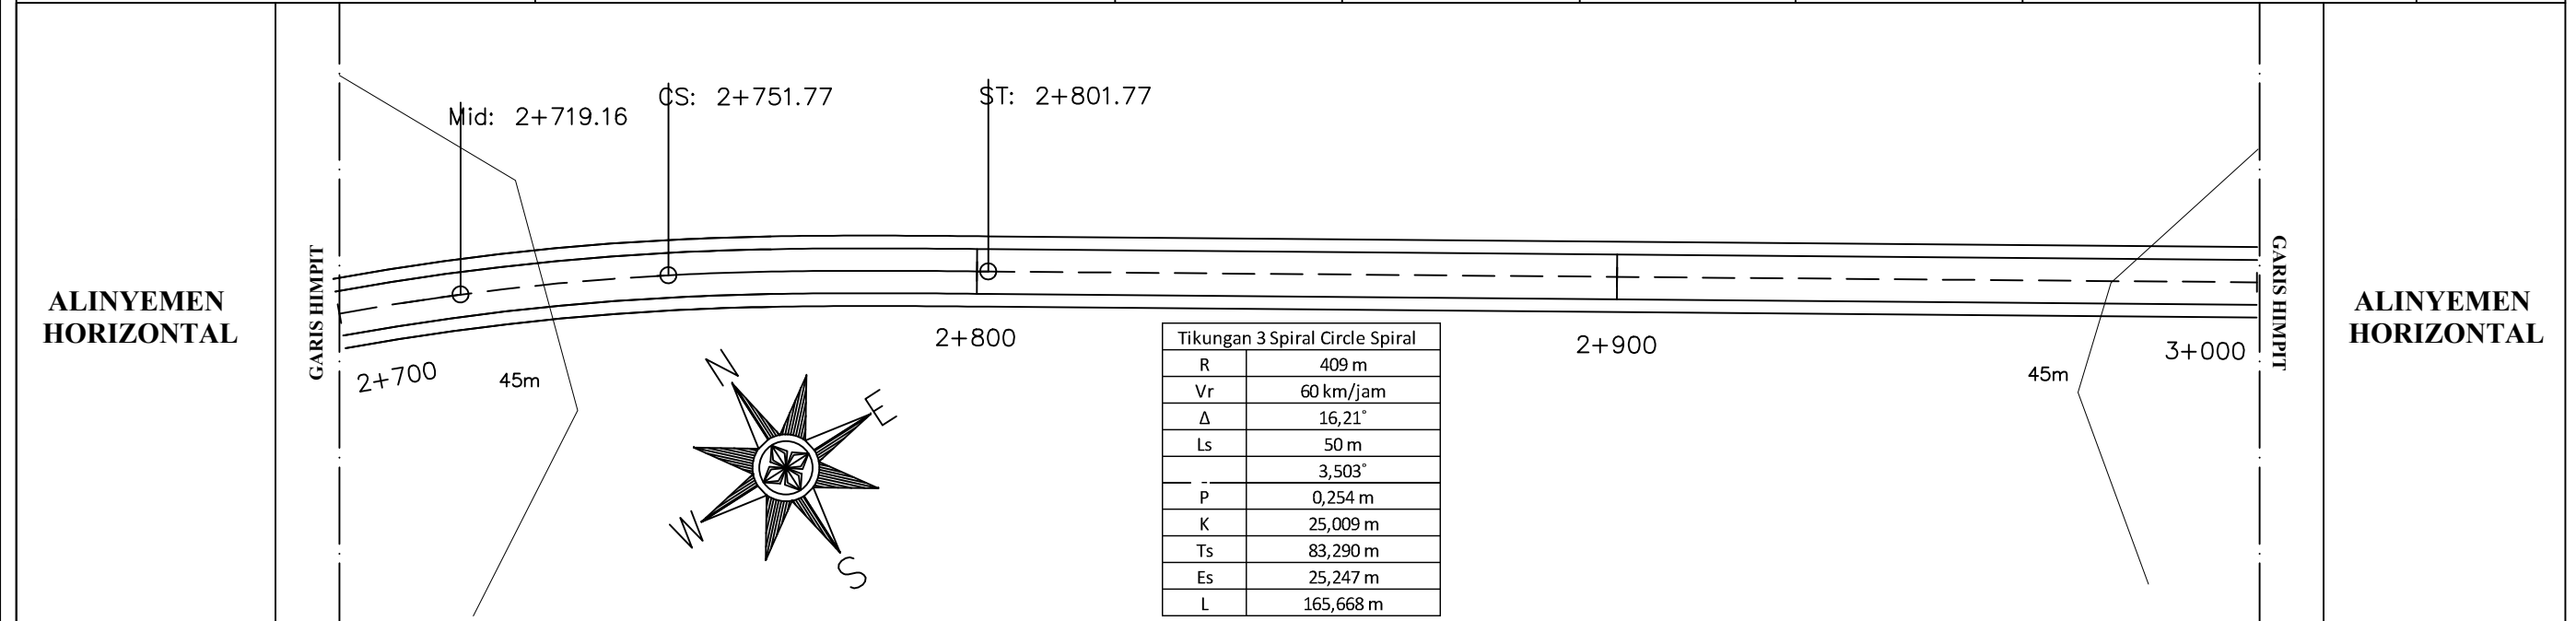 Mid: 2+719.16
CS: 2+751.77
ST: 2+801.77
ALINYEMEN
HORIZONTAL
GARIS HIMPIT
2+700
45m
2+800
2+900
45m
3+000
GARIS HIMPIT
ALINYEMEN
HORIZONTAL
N
E
W
S
Tikungan 3 Spiral Circle Spiral
R 409 m
Vr 60 km/jam
Δ 16,21°
Ls 50 m
3,503°
P 0,254 m
K 25,009 m
Ts 83,290 m
Es 25,247 m
L 165,668 m